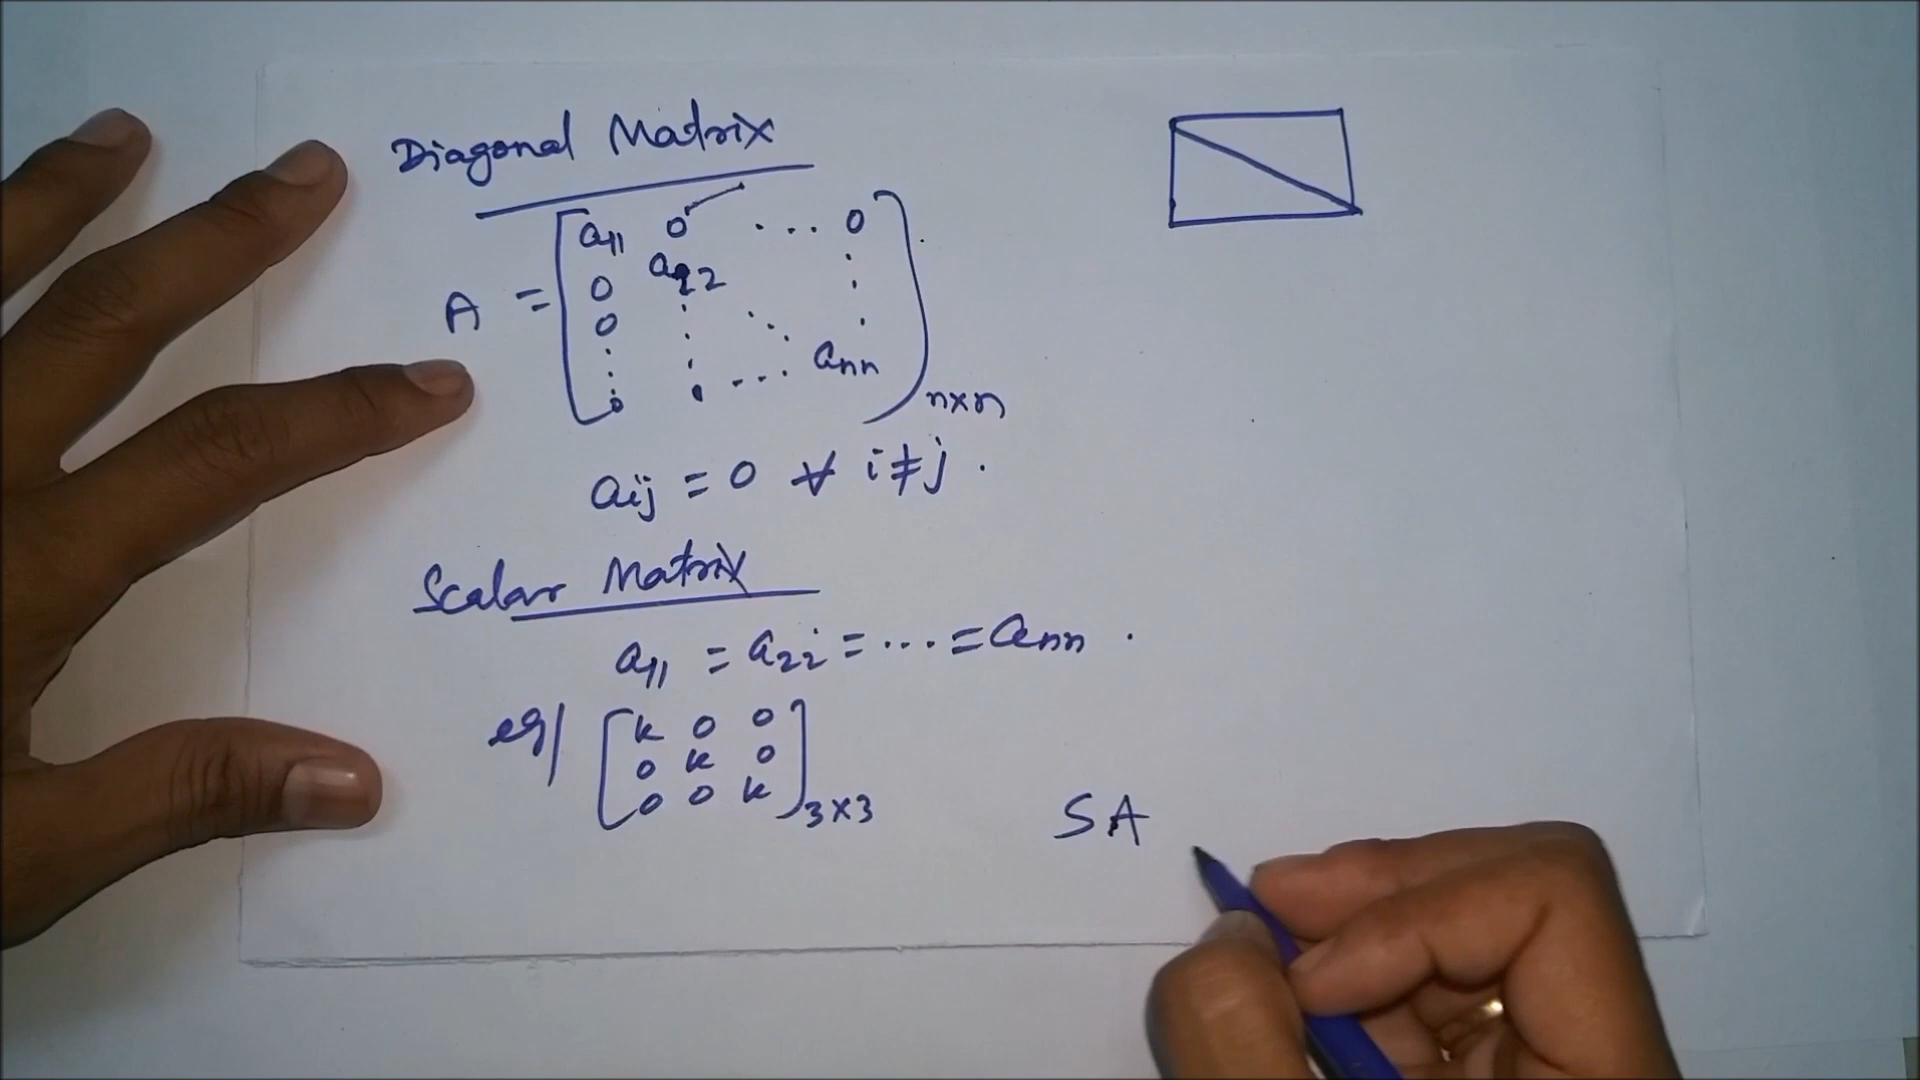 Diagonal Matrix
A = [a11 0 ... 0
0 a22
0 ... ann
0 . ...]n×n
aij = 0 ∀ i≠j .
Scalar Matrix
a11 = a22 = ... = ann .
eg/ [k 0 0
0 k 0
0 0 k]3×3
SA